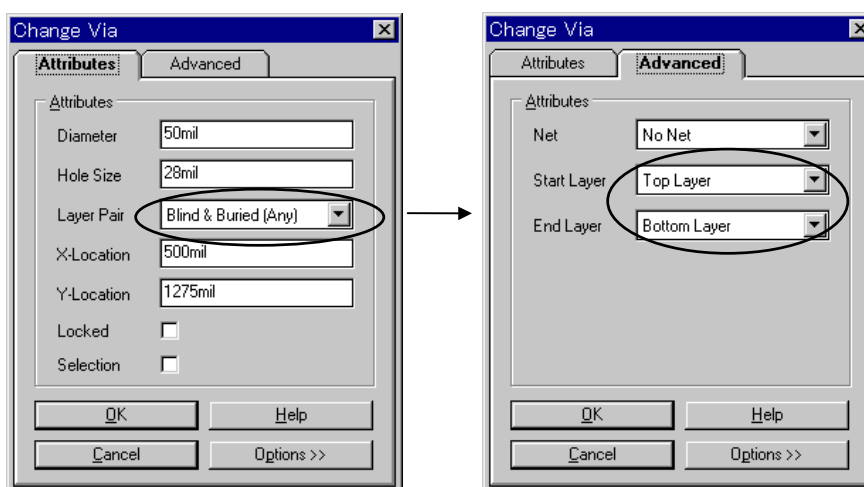 Change Via
Attributes
Advanced
Attributes
Diameter
50mil
Hole Size
28mil
Layer Pair
Blind & Buried (Any)
X-Location
500mil
Y-Location
1275mil
Locked
Selection
OK
Help
Cancel
Options >>
Change Via
Attributes
Advanced
Attributes
Net
No Net
Start Layer
Top Layer
End Layer
Bottom Layer
OK
Help
Cancel
Options >>